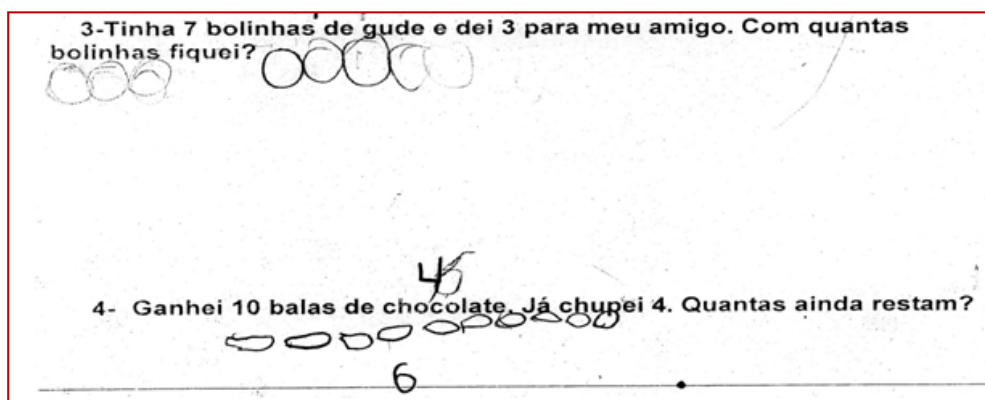 3-Tinha 7 bolinhas de gude e dei 3 para meu amigo. Com quantas
bolinhas fiquei?
4
4- Ganhei 10 balas de chocolate. Já chupei 4. Quantas ainda restam?
6